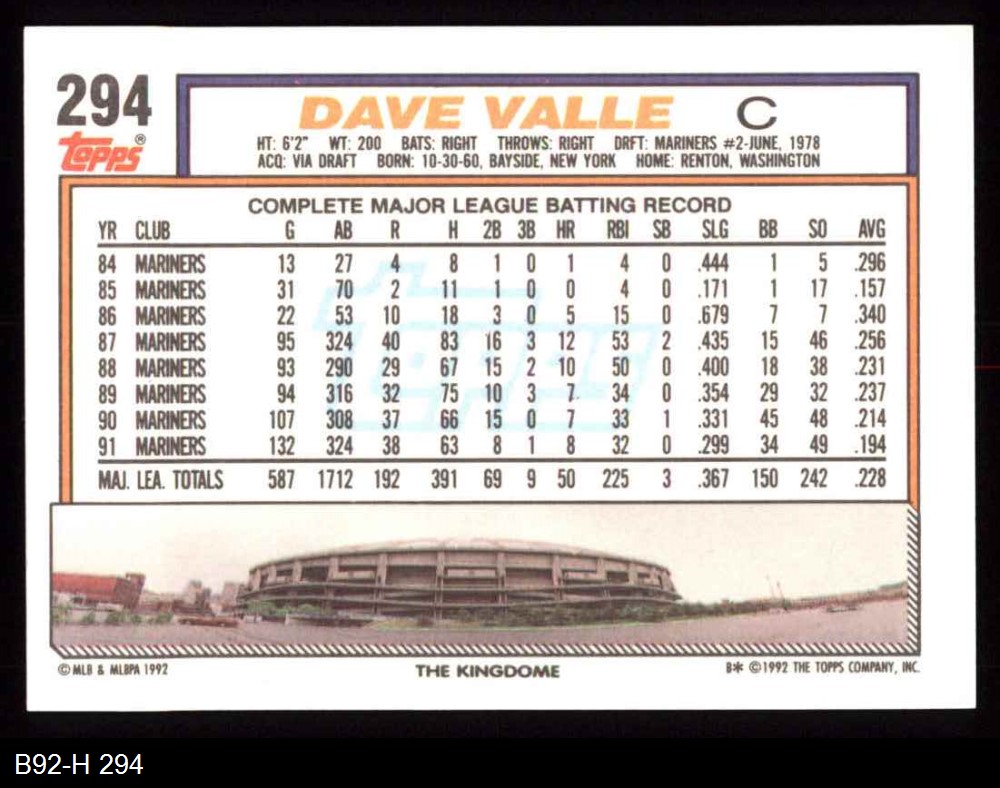 294
topps®
DAVE VALLE C
HT: 6'2" WT: 200 BATS: RIGHT THROWS: RIGHT DRFT: MARINERS #2-JUNE, 1978
ACQ: VIA DRAFT BORN: 10-30-60, BAYSIDE, NEW YORK HOME: RENTON, WASHINGTON
COMPLETE MAJOR LEAGUE BATTING RECORD
YR CLUB G AB R H 2B 3B HR RBI SB SLG BB SO AVG
84 MARINERS 13 27 4 8 1 0 1 4 0 .444 1 5 .296
85 MARINERS 31 70 2 11 1 0 0 4 0 .171 1 17 .157
86 MARINERS 22 53 10 18 3 0 5 15 0 .679 7 7 .340
87 MARINERS 95 324 40 83 16 3 12 53 2 .435 15 46 .256
88 MARINERS 93 290 29 67 15 2 10 50 0 .400 18 38 .231
89 MARINERS 94 316 32 75 10 3 7 34 0 .354 29 32 .237
90 MARINERS 107 308 37 66 15 0 7 33 1 .331 45 48 .214
91 MARINERS 132 324 38 63 8 1 8 32 0 .299 34 49 .194
MAJ. LEA. TOTALS 587 1712 192 391 69 9 50 225 3 .367 150 242 .228
Topps
© MLB & MLBPA 1992 THE KINGDOME B* © 1992 THE TOPPS COMPANY, INC.
B92-H 294